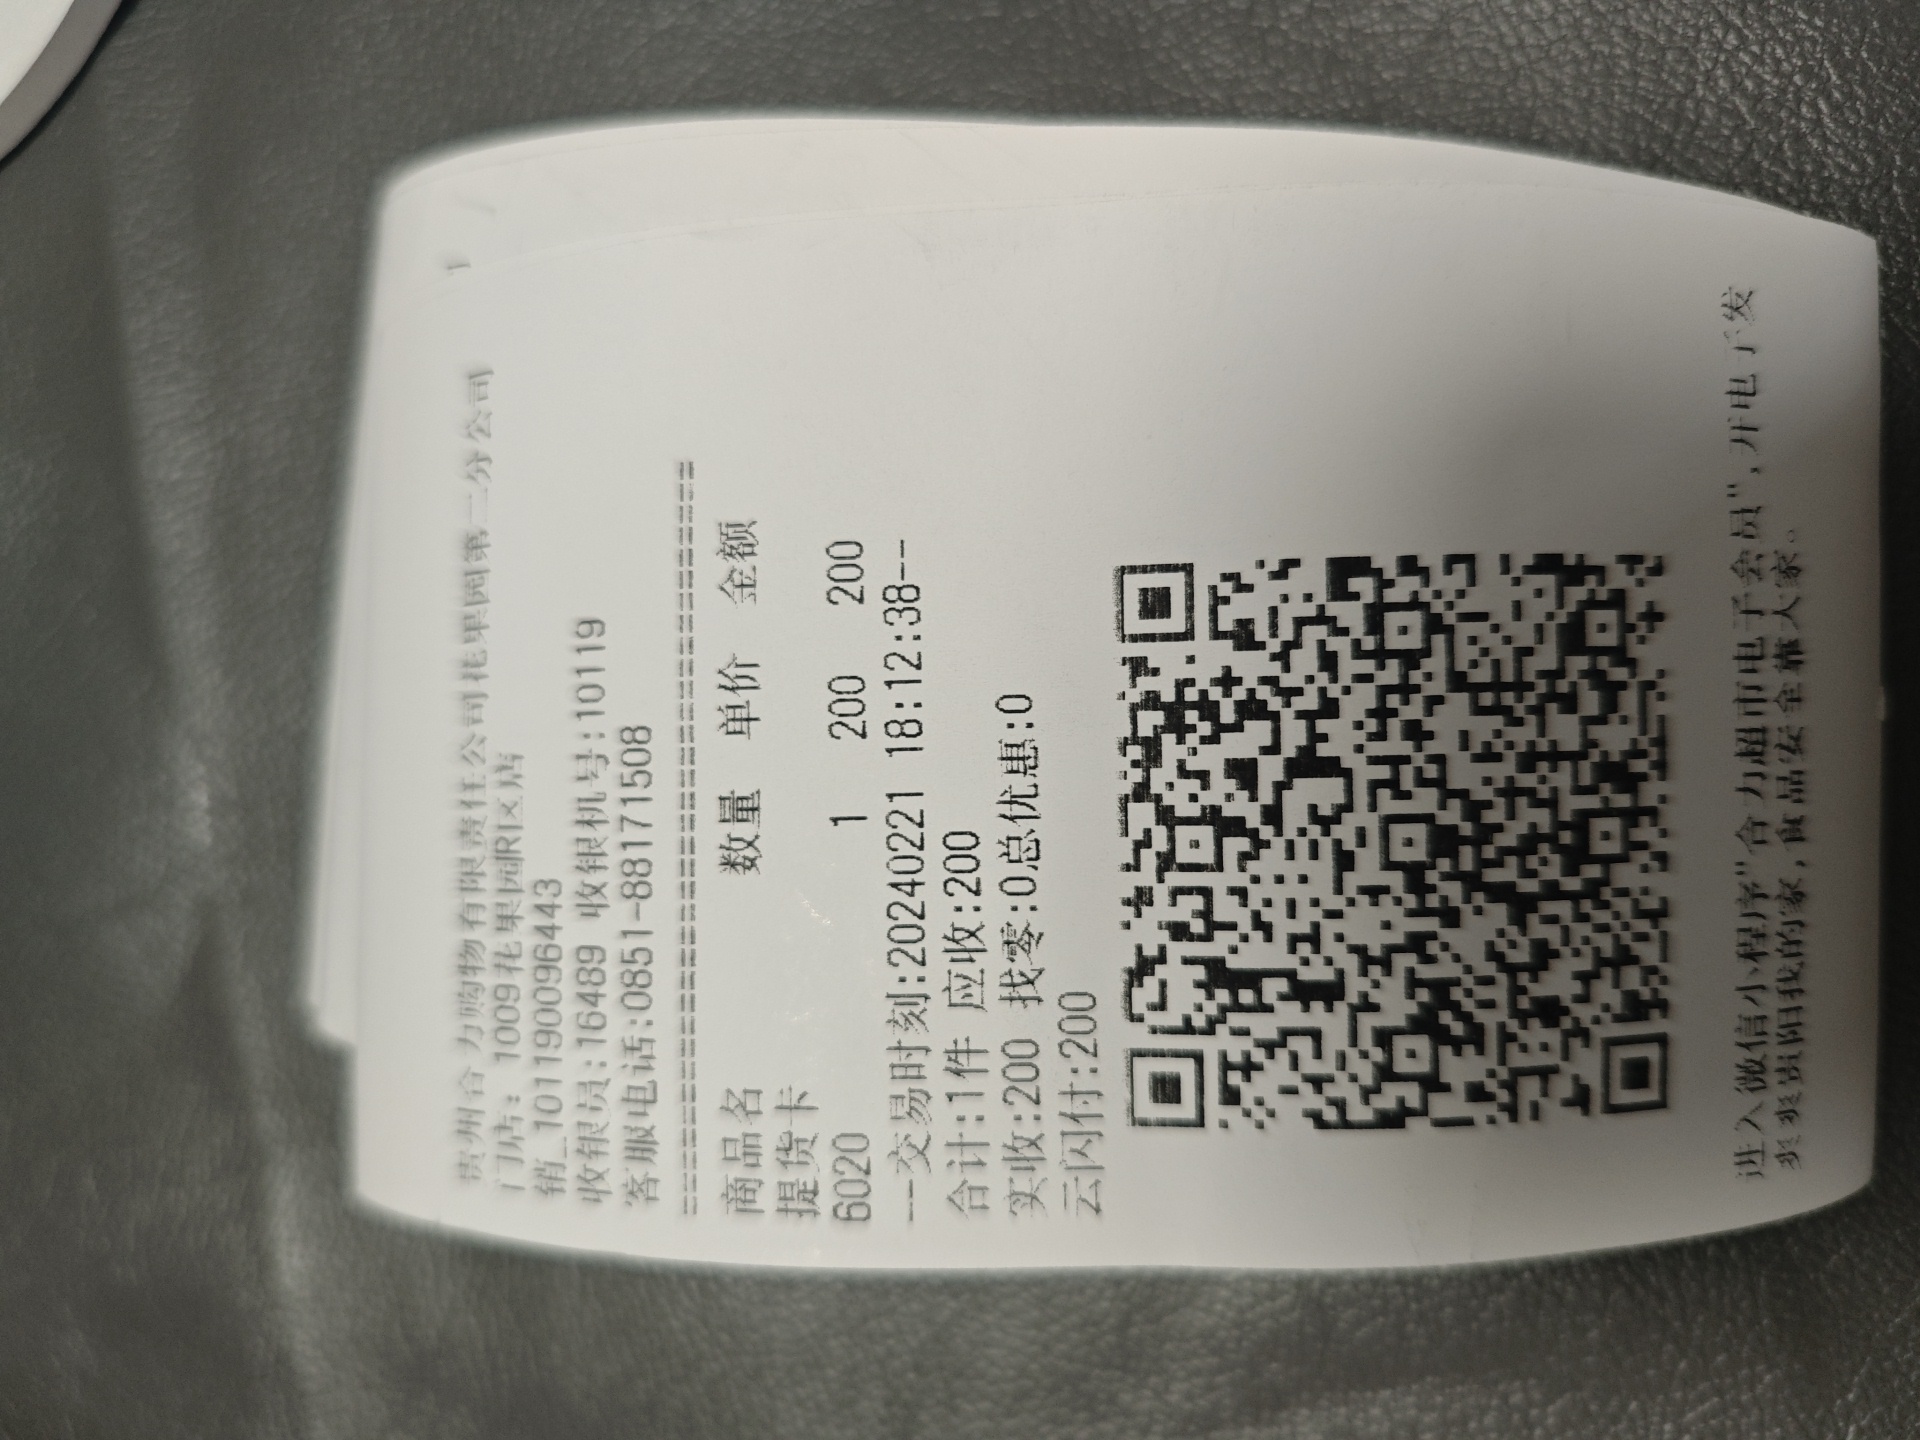 贵州合力购物有限责任公司花果园第二分公司
门店：1009花果园R区店
销_101190096443
收银员:16489 收银机号:10119
客服电话:0851-88171508
================================
商品名 数量 单价 金额
提货卡
6020 1 200 200
--交易时刻:20240221 18:12:38--
合计:1件 应收:200
实收:200 找零:0总优惠:0
云闪付:200
进入微信小程序"合力超市电子会员",开电子发
爽爽贵阳我的家,食品安全靠大家。